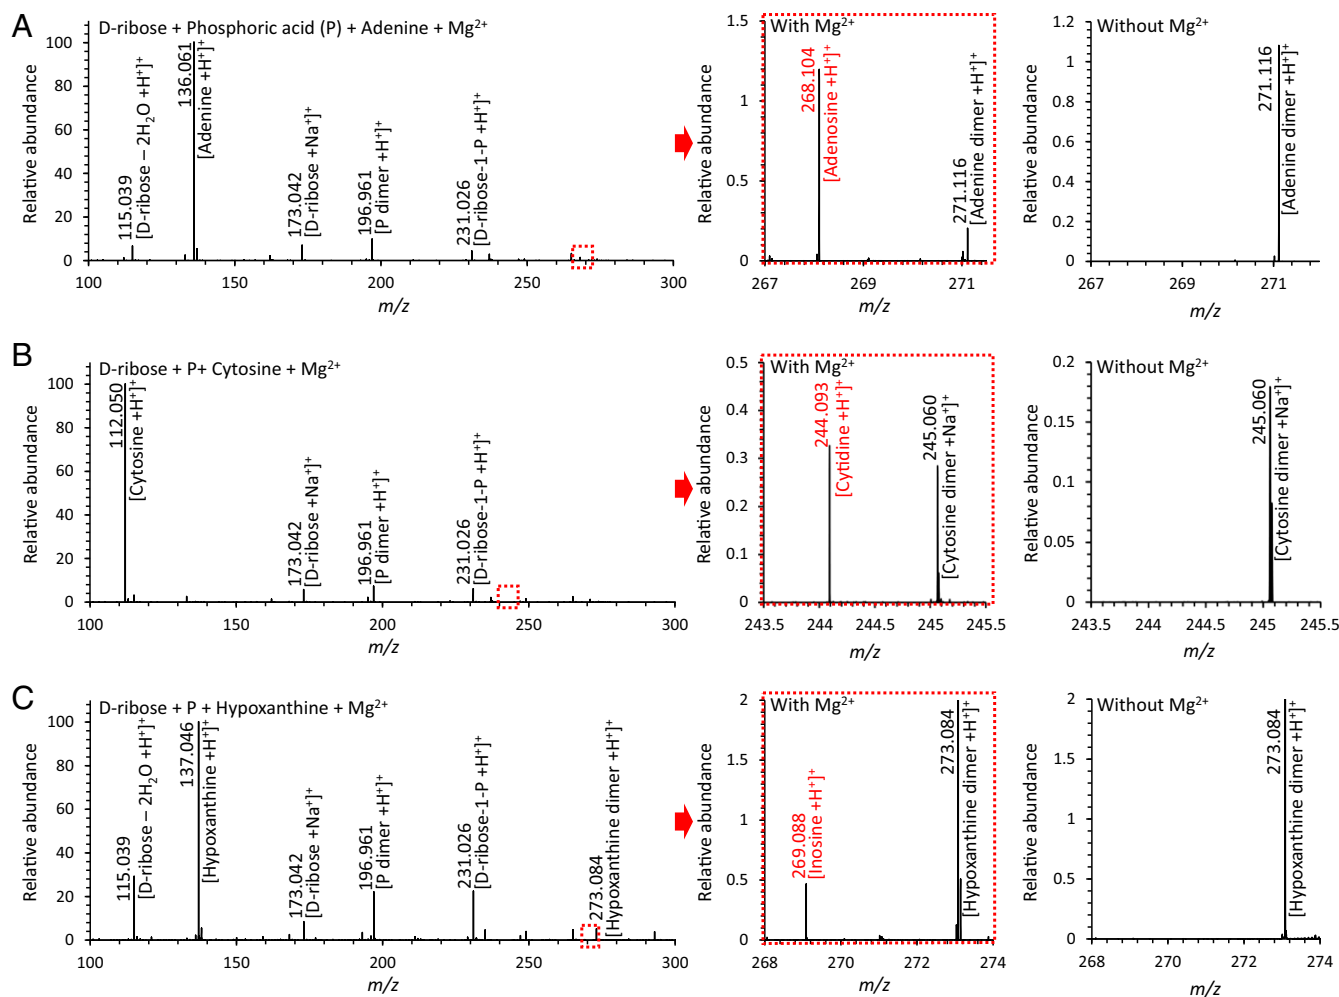 A
D-ribose + Phosphoric acid (P) + Adenine + Mg²⁺
Relative abundance
100
80
60
40
20
0
115.039
[D-ribose – 2H₂O +H⁺]⁺
136.061
[Adenine +H⁺]⁺
173.042
[D-ribose +Na⁺]⁺
196.961
[P dimer +H⁺]⁺
231.026
[D-ribose-1-P +H⁺]⁺
100 150 200 250 300
m/z
With Mg²⁺
Relative abundance
1.5
1
0.5
0
268.104
[Adenosine +H⁺]⁺
271.116
[Adenine dimer +H⁺]⁺
267 269 271
m/z
Without Mg²⁺
Relative abundance
1.2
1
0.8
0.6
0.4
0.2
0
271.116
[Adenine dimer +H⁺]⁺
267 269 271
m/z
B
D-ribose + P+ Cytosine + Mg²⁺
Relative abundance
100
80
60
40
20
0
112.050
[Cytosine +H⁺]⁺
173.042
[D-ribose +Na⁺]⁺
196.961
[P dimer +H⁺]⁺
231.026
[D-ribose-1-P +H⁺]⁺
100 150 200 250 300
m/z
With Mg²⁺
Relative abundance
0.5
0.4
0.3
0.2
0.1
0
244.093
[Cytidine +H⁺]⁺
245.060
[Cytosine dimer +Na⁺]⁺
243.5 244 244.5 245 245.5
m/z
Without Mg²⁺
Relative abundance
0.2
0.15
0.1
0.05
0
245.060
[Cytosine dimer +Na⁺]⁺
243.5 244 244.5 245 245.5
m/z
C
D-ribose + P + Hypoxanthine + Mg²⁺
Relative abundance
100
80
60
40
20
0
115.039
[D-ribose – 2H₂O +H⁺]⁺
137.046
[Hypoxanthine +H⁺]⁺
173.042
[D-ribose +Na⁺]⁺
196.961
[P dimer +H⁺]⁺
231.026
[D-ribose-1-P +H⁺]⁺
273.084
[Hypoxanthine dimer +H⁺]⁺
100 150 200 250 300
m/z
With Mg²⁺
Relative abundance
2
1.5
1
0.5
0
269.088
[Inosine +H⁺]⁺
273.084
[Hypoxanthine dimer +H⁺]⁺
268 270 272 274
m/z
Without Mg²⁺
Relative abundance
2
1.5
1
0.5
0
273.084
[Hypoxanthine dimer +H⁺]⁺
268 270 272 274
m/z